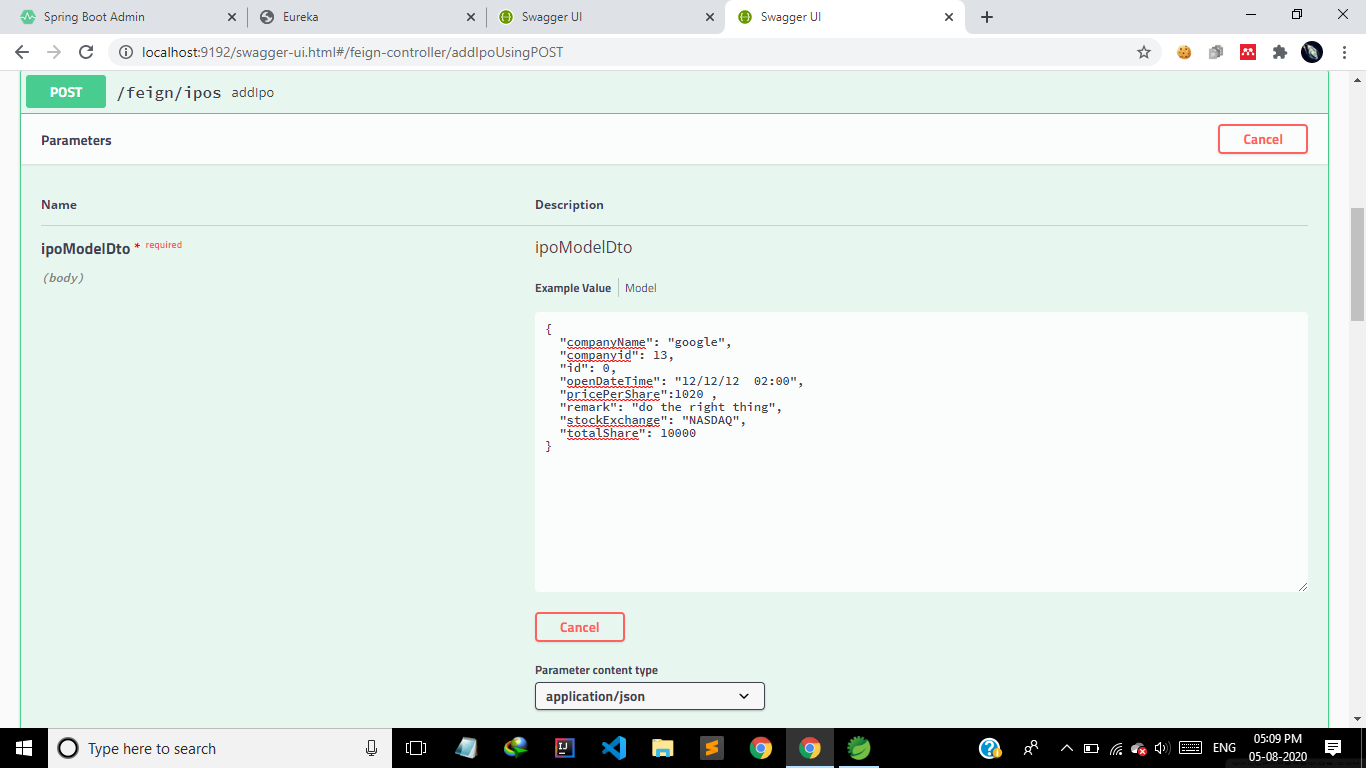 Spring Boot Admin
Eureka
Swagger UI
Swagger UI
localhost:9192/swagger-ui.html#/feign-controller/addIpoUsingPOST
POST /feign/ipos addIpo
Parameters
Cancel
Name
Description
ipoModelDto * required
(body)
ipoModelDto
Example Value
Model
{
"companyName": "google",
"companyid": 13,
"id": 0,
"openDateTime": "12/12/12  02:00",
"pricePerShare":1020 ,
"remark": "do the right thing",
"stockExchange": "NASDAQ",
"totalShare": 10000
}
Cancel
Parameter content type
application/json
Type here to search
ENG
05:09 PM
05-08-2020